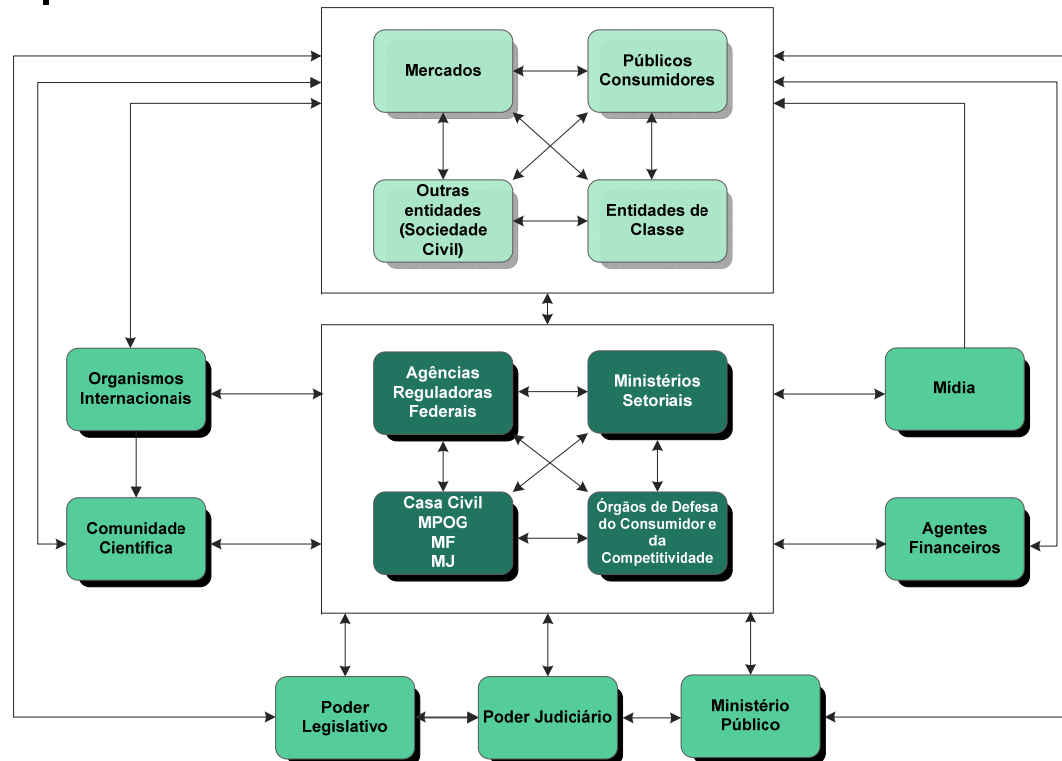 Mercados
Públicos
Consumidores
Outras
entidades
(Sociedade
Civil)
Entidades de
Classe
Organismos
Internacionais
Agências
Reguladoras
Federais
Ministérios
Setoriais
Mídia
Comunidade
Científica
Casa Civil
MPOG
MF
MJ
Órgãos de Defesa
do Consumidor e
da
Competitividade
Agentes
Financeiros
Poder
Legislativo
Poder Judiciário
Ministério
Público